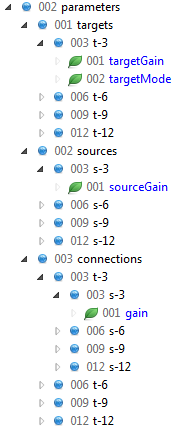 002 parameters
001 targets
003 t-3
001 targetGain
002 targetMode
006 t-6
009 t-9
012 t-12
002 sources
003 s-3
001 sourceGain
006 s-6
009 s-9
012 s-12
003 connections
003 t-3
003 s-3
001 gain
006 s-6
009 s-9
012 s-12
006 t-6
009 t-9
012 t-12